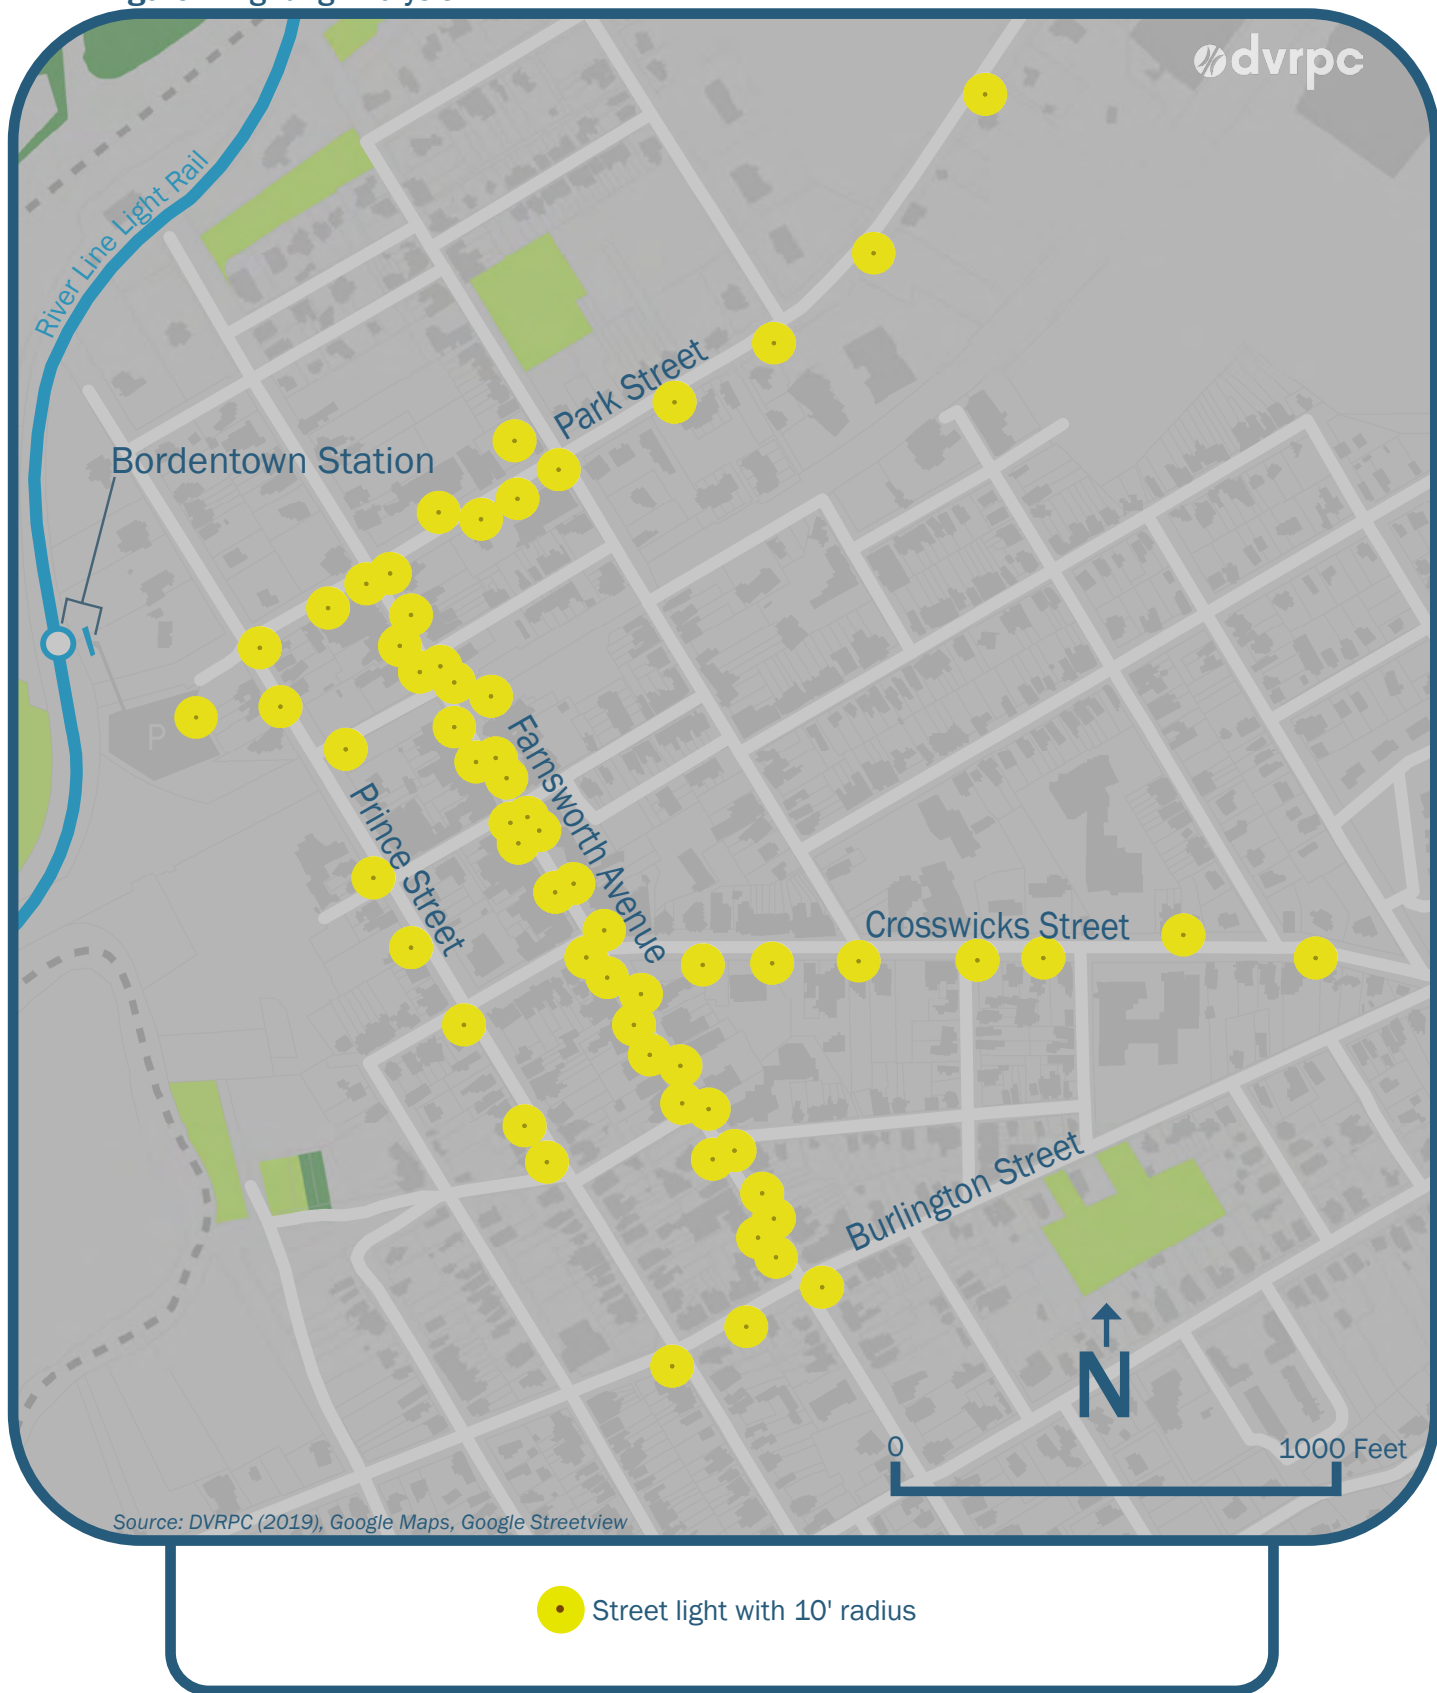 dvrpc
River Line Light Rail
Park Street
Bordentown Station
P
Farnsworth Avenue
Prince Street
Crosswicks Street
Burlington Street
N
0
1000 Feet
Source: DVRPC (2019), Google Maps, Google Streetview
Street light with 10' radius